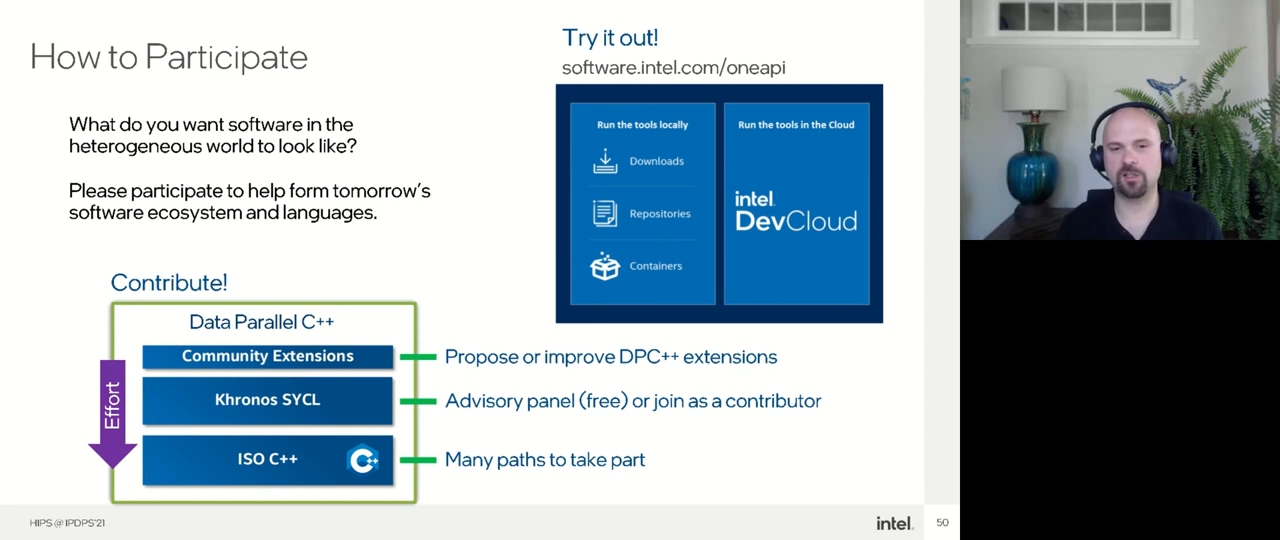 How to Participate
What do you want software in the
heterogeneous world to look like?
Please participate to help form tomorrow's
software ecosystem and languages.
Try it out!
software.intel.com/oneapi
Run the tools locally
Downloads
Repositories
Containers
Run the tools in the Cloud
intel.
DevCloud
Contribute!
Data Parallel C++
Effort
Community Extensions
Propose or improve DPC++ extensions
Khronos SYCL
Advisory panel (free) or join as a contributor
ISO C++
C++
Many paths to take part
HIPS @ IPDPS'21
intel.
50